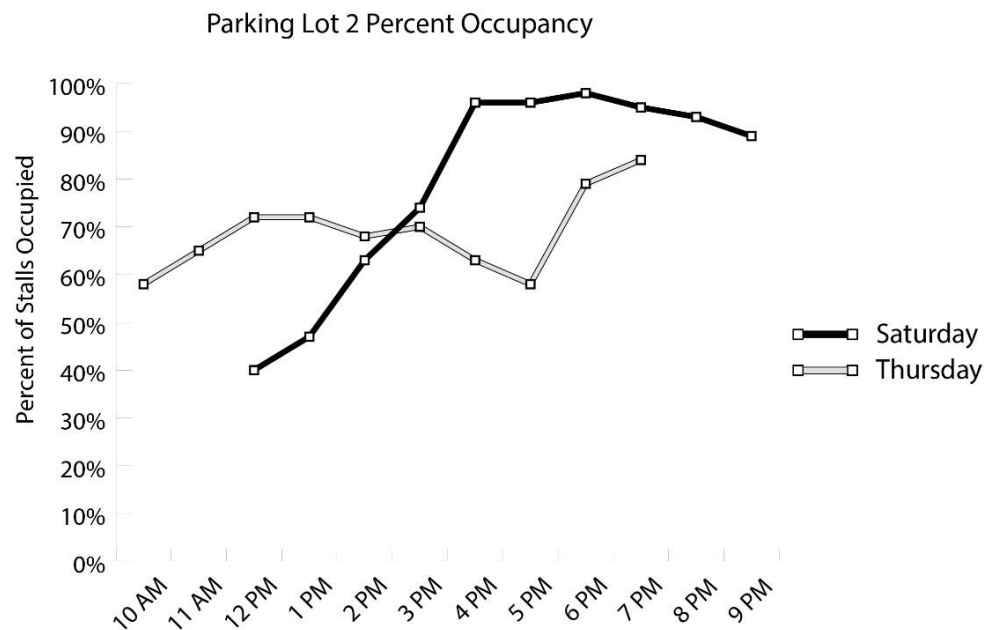 Parking Lot 2 Percent Occupancy
100%
90%
80%
70%
60%
50%
40%
30%
20%
10%
0%
Percent of Stalls Occupied
10 AM
11 AM
12 PM
1 PM
2 PM
3 PM
4 PM
5 PM
6 PM
7 PM
8 PM
9 PM
Saturday
Thursday